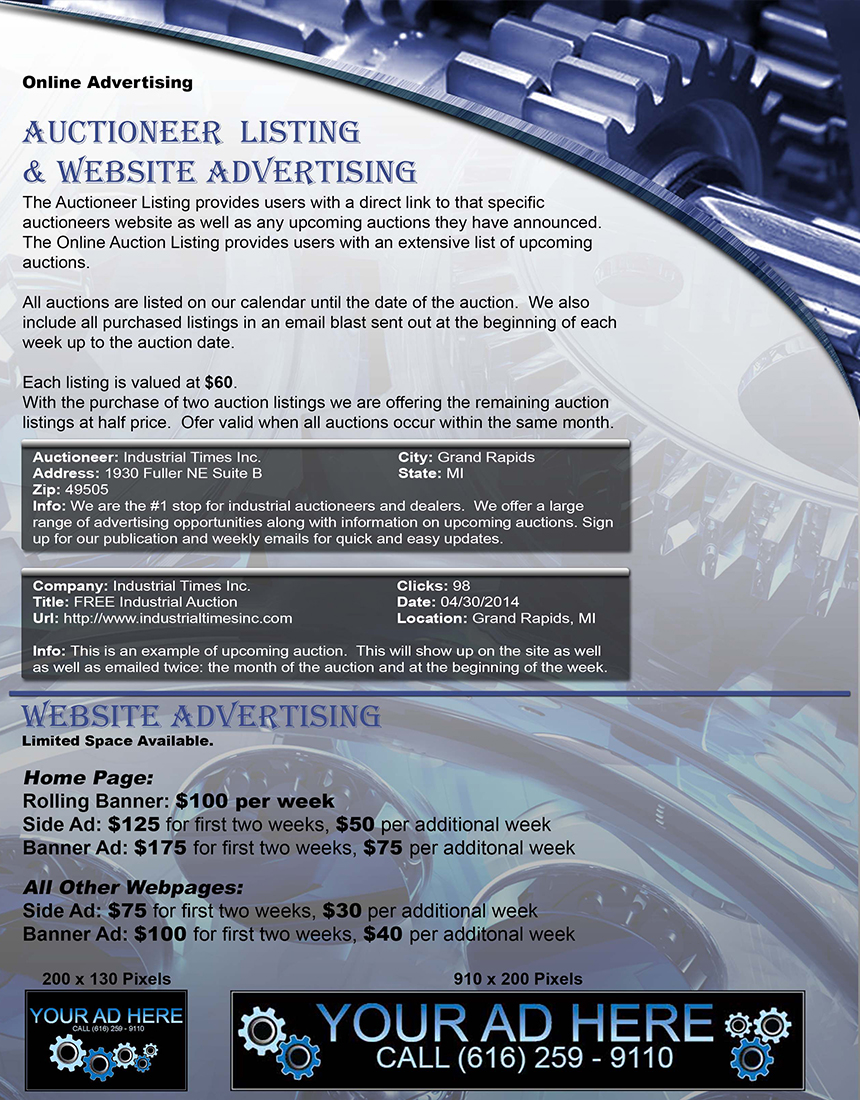 Online Advertising
Auctioneer Listing
& Website Advertising
The Auctioneer Listing provides users with a direct link to that specific
auctioneers website as well as any upcoming auctions they have announced.
The Online Auction Listing provides users with an extensive list of upcoming
auctions.
All auctions are listed on our calendar until the date of the auction.  We also
include all purchased listings in an email blast sent out at the beginning of each
week up to the auction date.
Each listing is valued at $60.
With the purchase of two auction listings we are offering the remaining auction
listings at half price.  Ofer valid when all auctions occur within the same month.
Auctioneer: Industrial Times Inc. City: Grand Rapids
Address: 1930 Fuller NE Suite B State: MI
Zip: 49505
Info: We are the #1 stop for industrial auctioneers and dealers.  We offer a large
range of advertising opportunities along with information on upcoming auctions. Sign
up for our publication and weekly emails for quick and easy updates.
Company: Industrial Times Inc. Clicks: 98
Title: FREE Industrial Auction Date: 04/30/2014
Url: http://www.industrialtimesinc.com Location: Grand Rapids, MI
Info: This is an example of upcoming auction.  This will show up on the site as well
as well as emailed twice: the month of the auction and at the beginning of the week.
Website Advertising
Limited Space Available.
Home Page:
Rolling Banner: $100 per week
Side Ad: $125 for first two weeks, $50 per additional week
Banner Ad: $175 for first two weeks, $75 per additonal week
All Other Webpages:
Side Ad: $75 for first two weeks, $30 per additional week
Banner Ad: $100 for first two weeks, $40 per additonal week
200 x 130 Pixels 910 x 200 Pixels
YOUR AD HERE
CALL (616) 259 - 9110
YOUR AD HERE
CALL (616) 259 - 9110